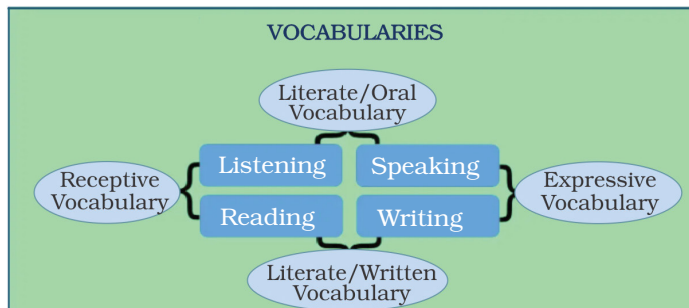 VOCABULARIES
Literate/Oral
Vocabulary
Listening
Speaking
Receptive
Vocabulary
Expressive
Vocabulary
Reading
Writing
Literate/Written
Vocabulary